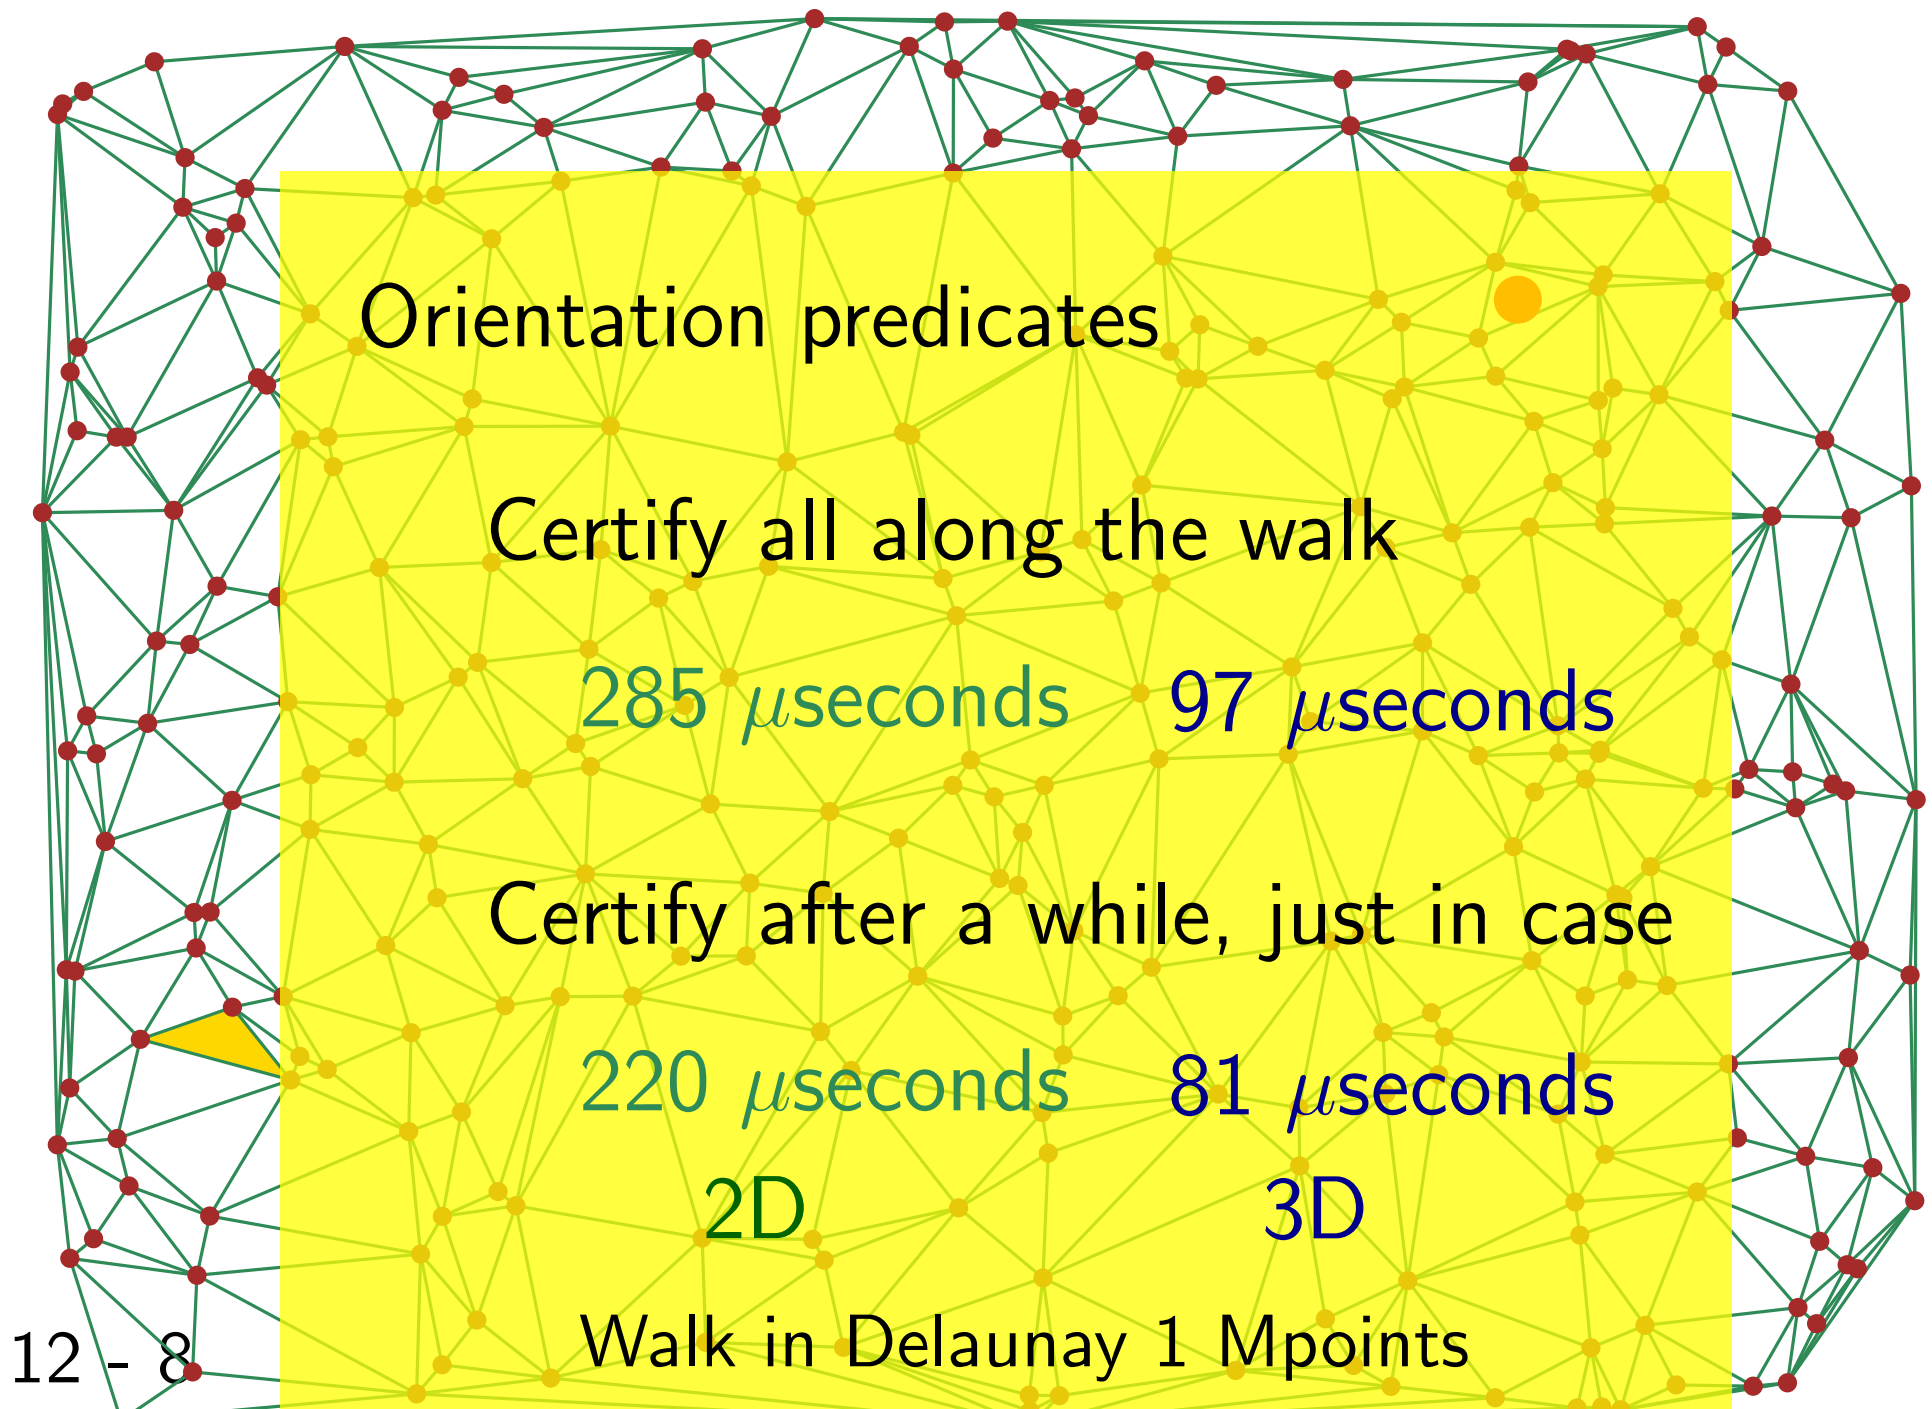 Orientation predicates
Certify all along the walk
285 μseconds 97 μseconds
Certify after a while, just in case
220 μseconds 81 μseconds
2D 3D
Walk in Delaunay 1 Mpoints
12 - 8